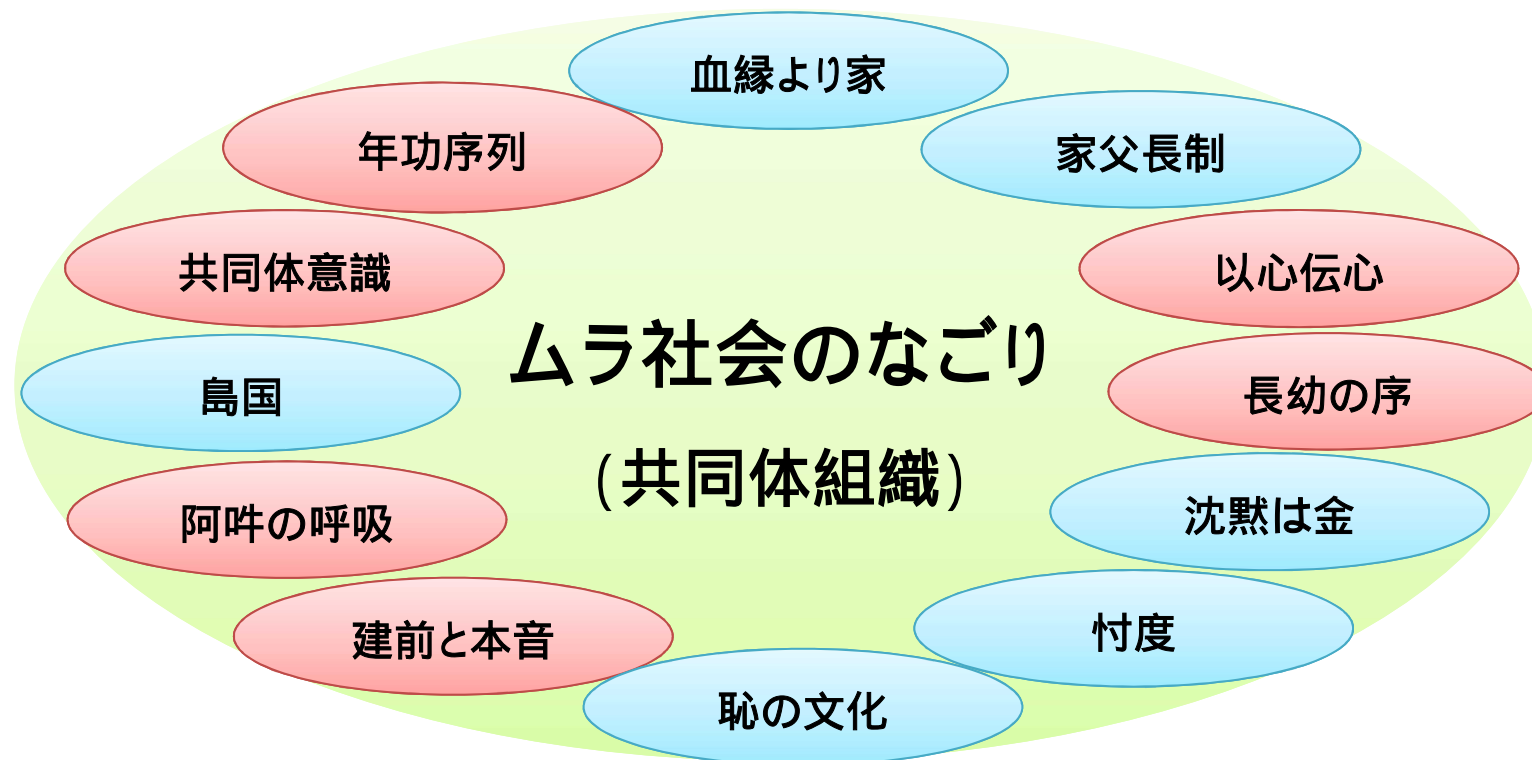 血縁より家
年功序列
家父長制
共同体意識
以心伝心
ムラ社会のなごり
島国
長幼の序
(共同体組織)
阿吽の呼吸
沈黙は金
建前と本音
忖度
恥の文化